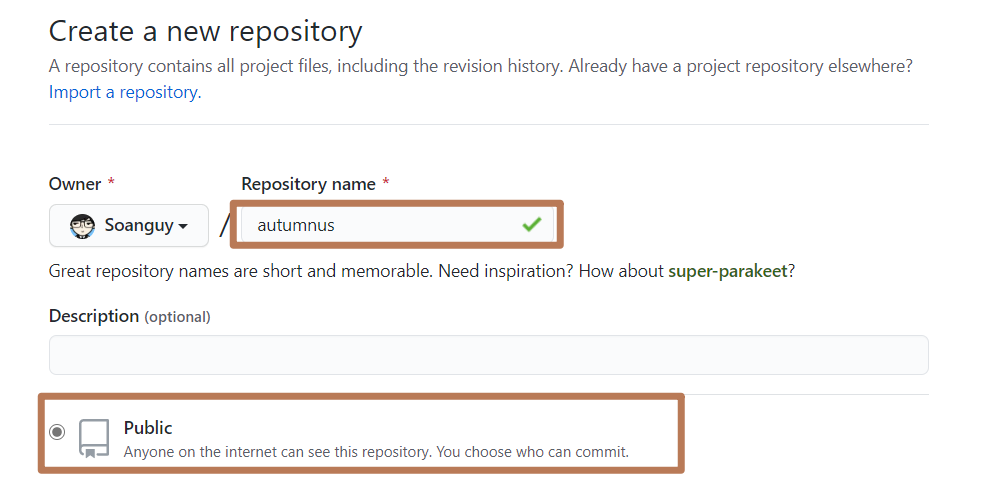 Create a new repository
A repository contains all project files, including the revision history. Already have a project repository elsewhere?
Import a repository.
Owner * Repository name *
Soanguy / autumnus
Great repository names are short and memorable. Need inspiration? How about super-parakeet?
Description (optional)
Public
Anyone on the internet can see this repository. You choose who can commit.